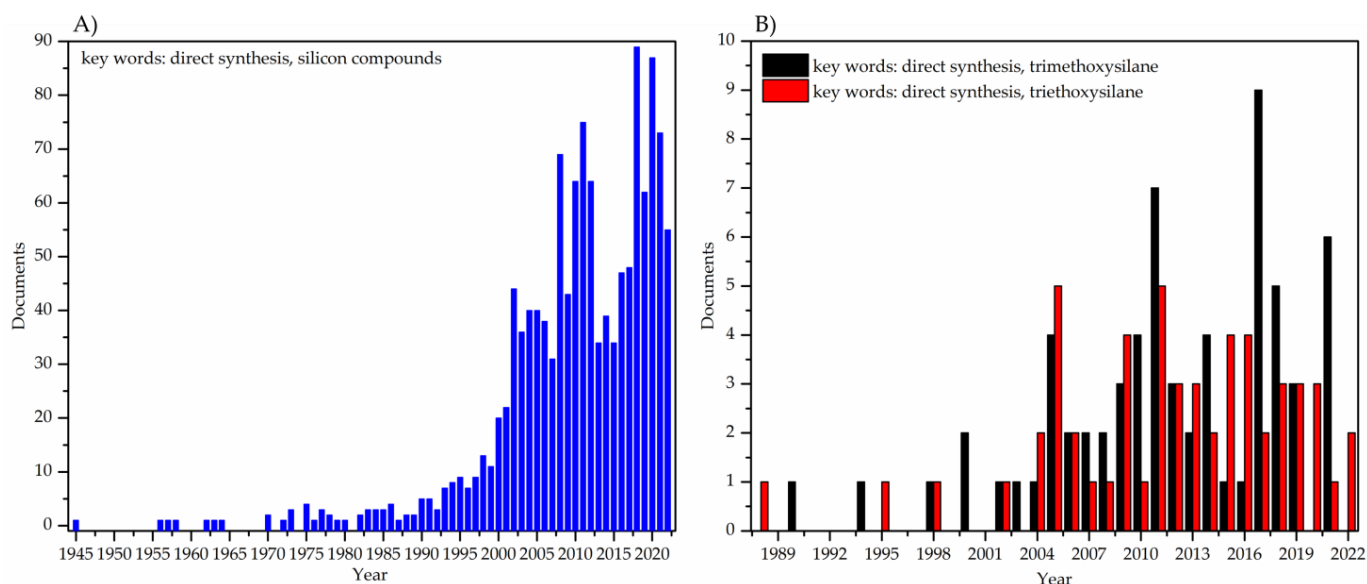 A)
key words: direct synthesis, silicon compounds
90
80
70
60
50
40
30
20
10
0
Documents
1945 1950 1955 1960 1965 1970 1975 1980 1985 1990 1995 2000 2005 2010 2015 2020
Year
B)
key words: direct synthesis, trimethoxysilane
key words: direct synthesis, triethoxysilane
10
9
8
7
6
5
4
3
2
1
0
Documents
1989 1992 1995 1998 2001 2004 2007 2010 2013 2016 2019 2022
Year